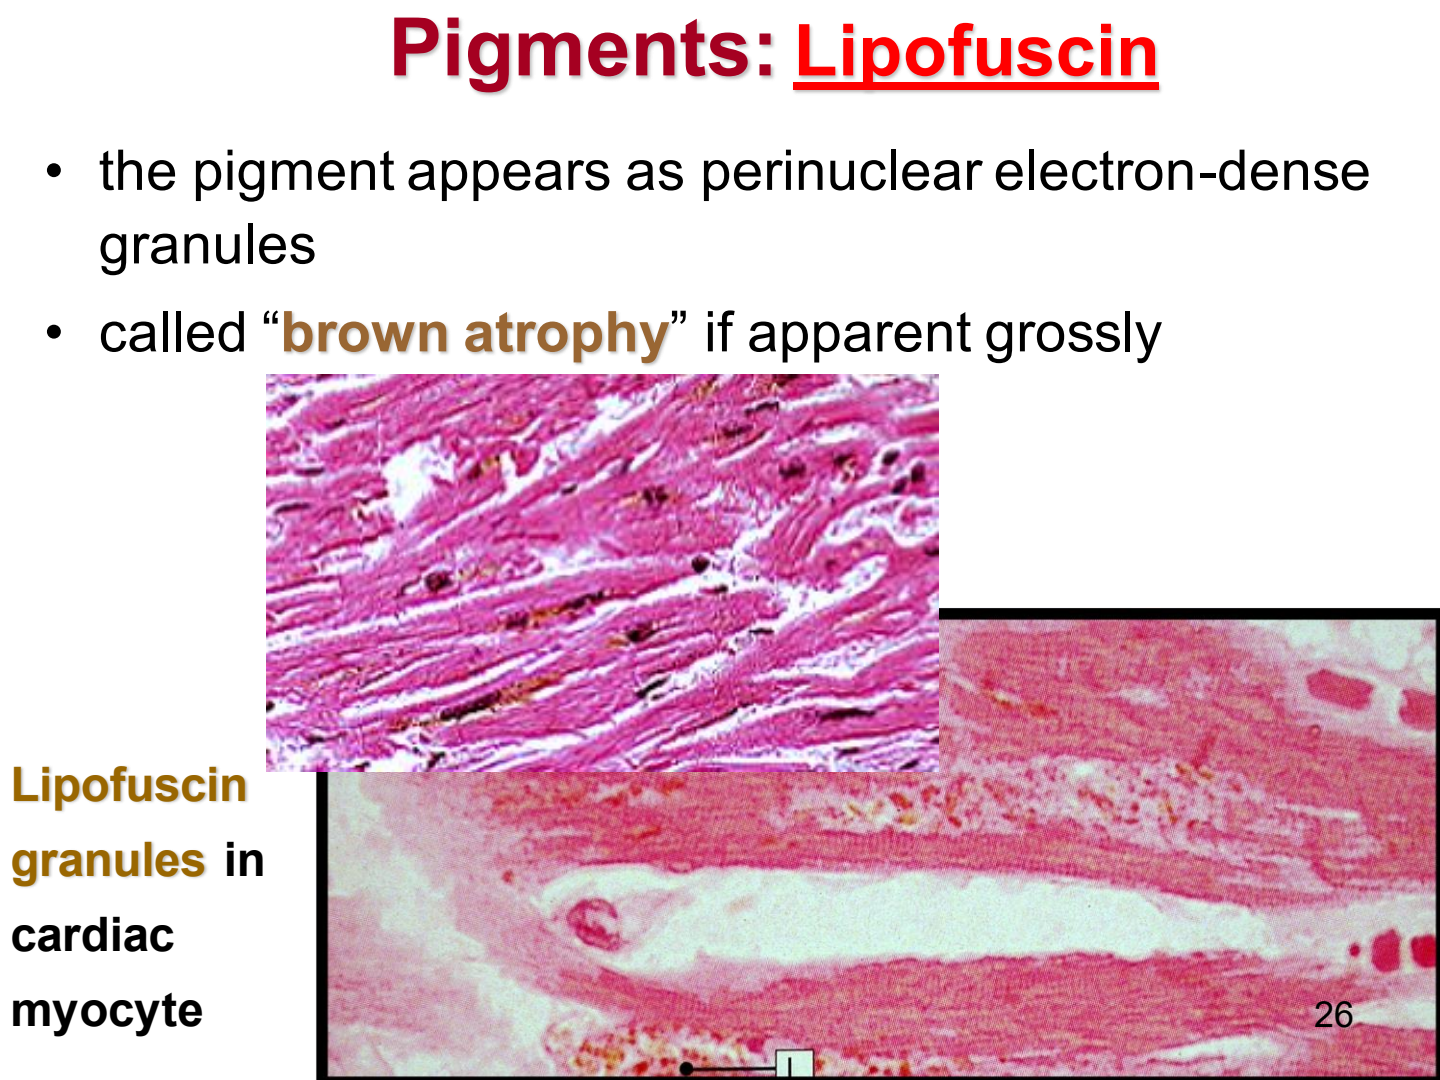 Pigments: Lipofuscin
• the pigment appears as perinuclear electron-dense
granules
• called “brown atrophy” if apparent grossly
Lipofuscin
granules in
cardiac
myocyte
L
26